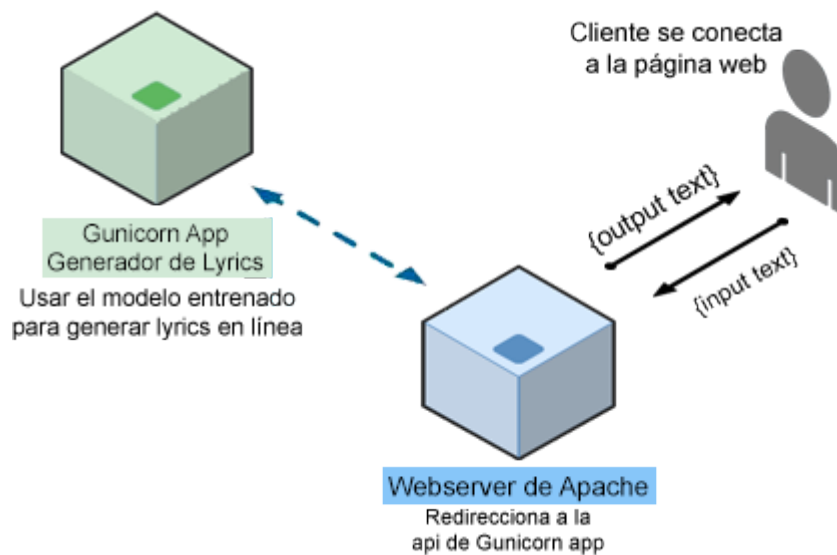 Cliente se conecta
a la página web
{output text}
{input text}
Gunicorn App
Generador de Lyrics
Usar el modelo entrenado
para generar lyrics en línea
Webserver de Apache
Redirecciona a la
api de Gunicorn app